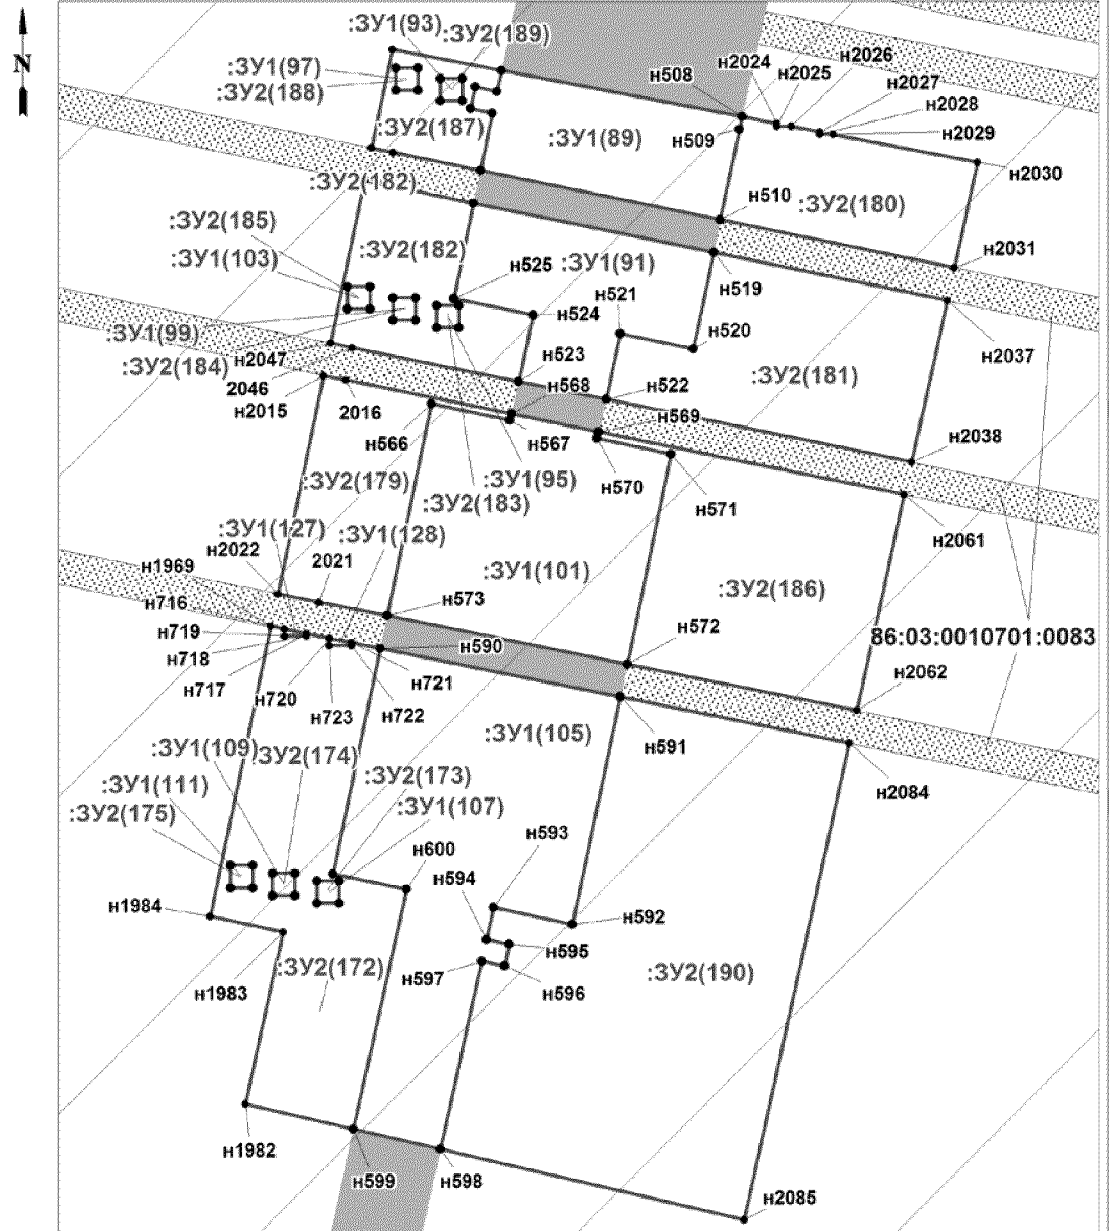 :ЗУ1(93)
:ЗУ2(189)
:ЗУ1(97)
:ЗУ2(188)
N
н2024
н2026
н508
н2025
н2027
н2028
н2029
:ЗУ2(187)
:ЗУ1(89)
н509
н2030
:ЗУ2(182)
н510
:ЗУ2(180)
:ЗУ2(185)
:ЗУ2(182)
н2031
:ЗУ1(103)
н525
:ЗУ1(91)
н519
н521
н524
:ЗУ1(99)
н520
н2047
н523
н2037
:ЗУ2(184)
:ЗУ2(181)
2046
н568
н522
н2015
2016
н569
н2038
н566
н567
:ЗУ2(179)
:ЗУ1(95)
н570
:ЗУ2(183)
н571
:ЗУ1(127)
:ЗУ1(128)
н2061
н2022
н1969
2021
:ЗУ1(101)
:ЗУ2(186)
н573
н716
н719
86:03:0010701:0083
н590
н572
н718
н2062
н717
н720
н721
н723
н722
:ЗУ1(105)
н591
:ЗУ1(109)
:ЗУ2(174)
:ЗУ2(173)
:ЗУ1(111)
н2084
:ЗУ1(107)
:ЗУ2(175)
н593
н600
н594
н1984
н592
н595
:ЗУ2(172)
н597
:ЗУ2(190)
н1983
н596
н1982
н599
н598
н2085